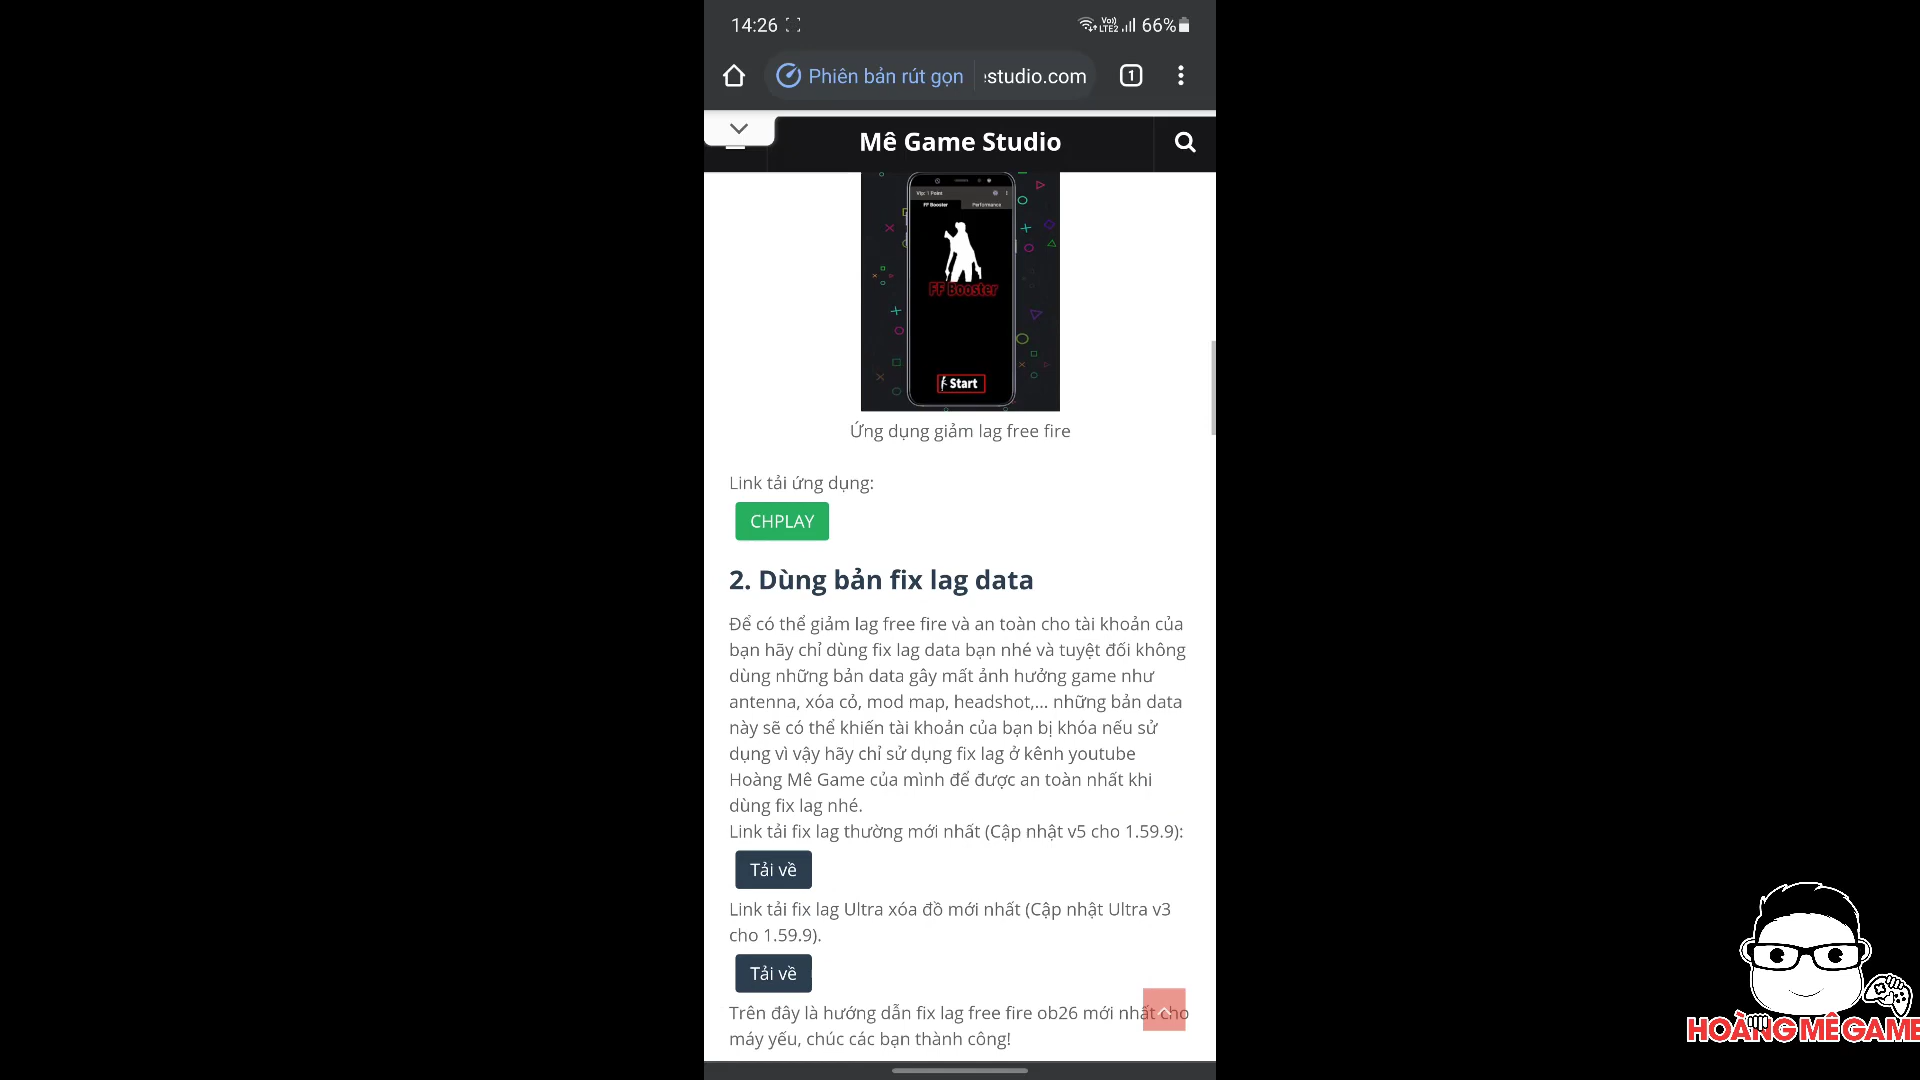 14:26
Vo))
LTE2
66%
Phiên bản rút gọn
studio.com
1
Mê Game Studio
Vip: 1 Point
FF Booster
Performance
FF Booster
Start
Ứng dụng giảm lag free fire
Link tải ứng dụng:
CHPLAY
2. Dùng bản fix lag data
Để có thể giảm lag free fire và an toàn cho tài khoản của
bạn hãy chỉ dùng fix lag data bạn nhé và tuyệt đối không
dùng những bản data gây mất ảnh hưởng game như
antenna, xóa cỏ, mod map, headshot,... những bản data
này sẽ có thể khiến tài khoản của bạn bị khóa nếu sử
dụng vì vậy hãy chỉ sử dụng fix lag ở kênh youtube
Hoàng Mê Game của mình để được an toàn nhất khi
dùng fix lag nhé.
Link tải fix lag thường mới nhất (Cập nhật v5 cho 1.59.9):
Tải về
Link tải fix lag Ultra xóa đồ mới nhất (Cập nhật Ultra v3
cho 1.59.9).
Tải về
Trên đây là hướng dẫn fix lag free fire ob26 mới nhất cho
máy yếu, chúc các bạn thành công!
HOÀNG MÊ GAME